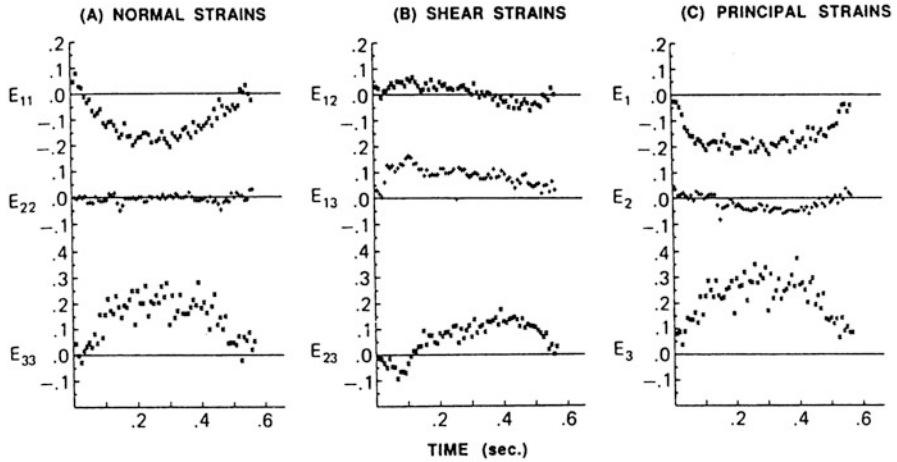 (A) NORMAL STRAINS (B) SHEAR STRAINS (C) PRINCIPAL STRAINS
.2
.1
E11 .0
−.1
−.2
E22 .0
−.1
.4
.3
.2
.1
E33 .0
−.1
.2 .4 .6
.2
.1
E12 .0
−.1
.2
.1
E13 .0
−.1
.4
.3
.2
.1
E23 .0
−.1
.2 .4 .6
.2
.1
E1 .0
−.1
−.2
E2 .0
−.1
.4
.3
.2
.1
E3 .0
−.1
.2 .4 .6
TIME (sec.)